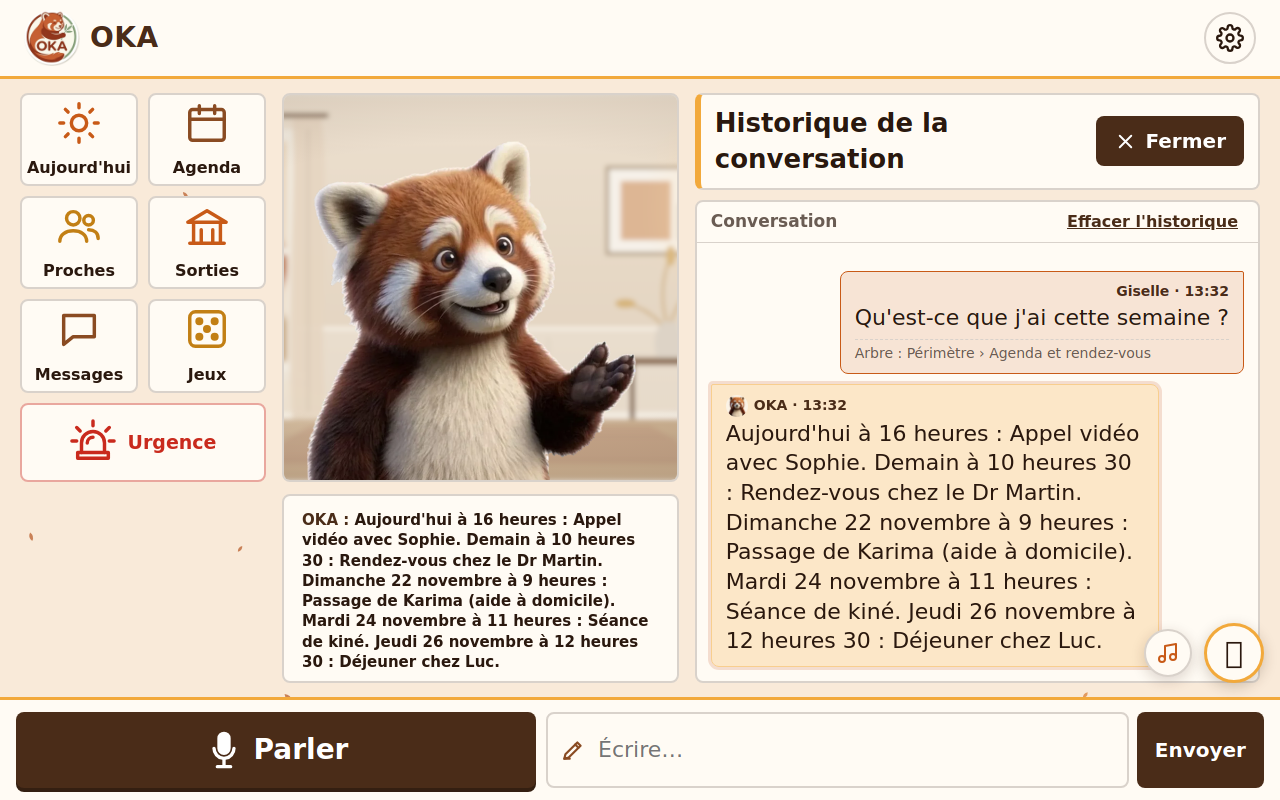 OKA
OKA
Aujourd'hui
Agenda
Proches
Sorties
Messages
Jeux
Urgence
OKA : Aujourd'hui à 16 heures : Appel
vidéo avec Sophie. Demain à 10 heures
30 : Rendez-vous chez le Dr Martin.
Dimanche 22 novembre à 9 heures :
Passage de Karima (aide à domicile).
Mardi 24 novembre à 11 heures : Séance
de kiné. Jeudi 26 novembre à 12 heures
30 : Déjeuner chez Luc.
Historique de la
conversation
Fermer
Conversation
Effacer l'historique
Giselle · 13:32
Qu'est-ce que j'ai cette semaine ?
Arbre : Périmètre › Agenda et rendez-vous
OKA · 13:32
Aujourd'hui à 16 heures : Appel vidéo
avec Sophie. Demain à 10 heures 30
: Rendez-vous chez le Dr Martin.
Dimanche 22 novembre à 9 heures :
Passage de Karima (aide à domicile).
Mardi 24 novembre à 11 heures :
Séance de kiné. Jeudi 26 novembre à
12 heures 30 : Déjeuner chez Luc.
Parler
Écrire...
Envoyer